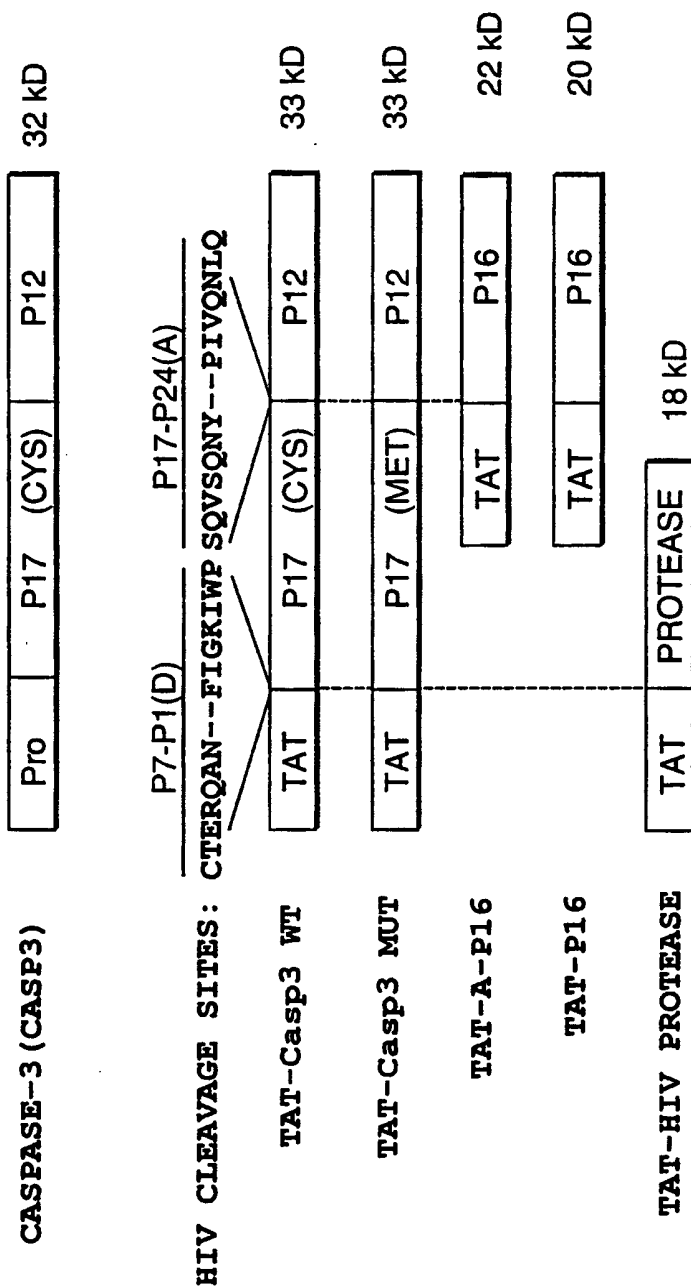 CASPASE-3 (CASP3) Pro P17 (CYS) P12 32 kD
P7-P1(D) P17-P24(A)
HIV CLEAVAGE SITES: CTERQAN--FIGKIWP SQVSQNY--PIVQNLQ
TAT-Casp3 WT TAT P17 (CYS) P12 33 kD
TAT-Casp3 MUT TAT P17 (MET) P12 33 kD
TAT-A-P16 TAT P16 22 kD
TAT-P16 TAT P16 20 kD
TAT-HIV PROTEASE TAT PROTEASE 18 kD